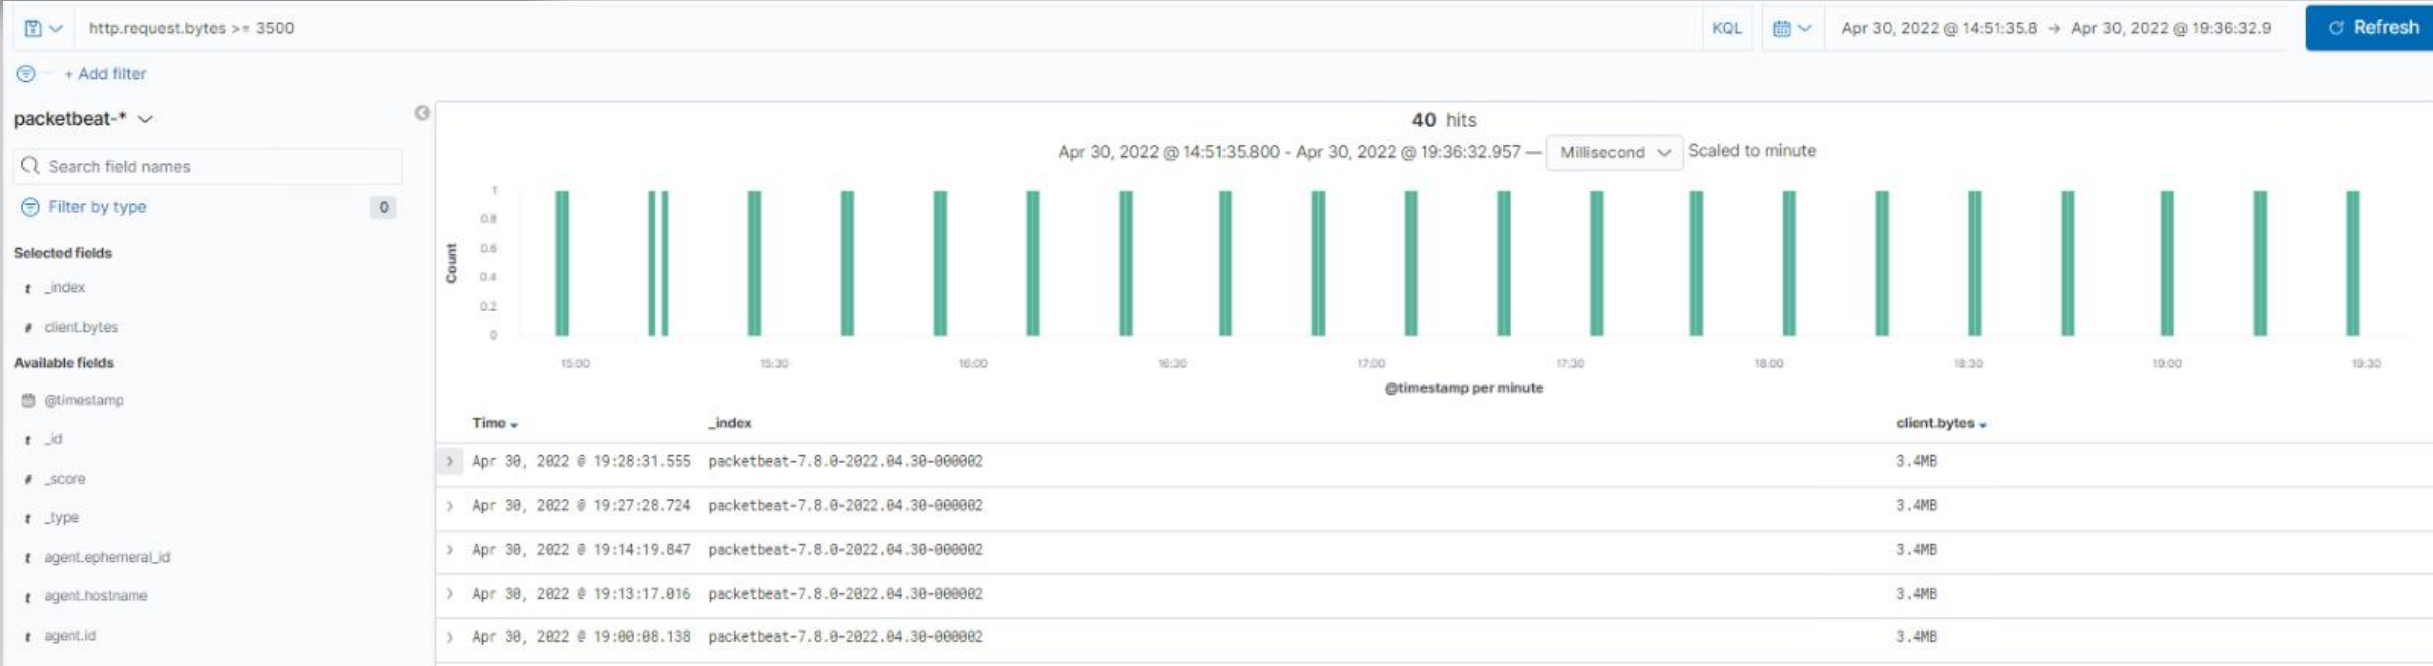 http.request.bytes >= 3500 KQL Apr 30, 2022 @ 14:51:35.8 → Apr 30, 2022 @ 19:36:32.9 Refresh
+ Add filter
packetbeat-*
40 hits
Apr 30, 2022 @ 14:51:35.800 - Apr 30, 2022 @ 19:36:32.957 — Millisecond Scaled to minute
Search field names
Filter by type 0
Selected fields
t _index
# client.bytes
Available fields
@timestamp
t _id
# _score
t _type
t agent.ephemeral_id
t agent.hostname
t agent.id
1
0.8
0.6
0.4
0.2
0
Count
15:00 15:30 16:00 16:30 17:00 17:30 18:00 18:30 19:00 19:30
@timestamp per minute
Time _index client.bytes
Apr 30, 2022 @ 19:28:31.555 packetbeat-7.8.0-2022.04.30-000002 3.4MB
Apr 30, 2022 @ 19:27:28.724 packetbeat-7.8.0-2022.04.30-000002 3.4MB
Apr 30, 2022 @ 19:14:19.847 packetbeat-7.8.0-2022.04.30-000002 3.4MB
Apr 30, 2022 @ 19:13:17.016 packetbeat-7.8.0-2022.04.30-000002 3.4MB
Apr 30, 2022 @ 19:00:08.138 packetbeat-7.8.0-2022.04.30-000002 3.4MB